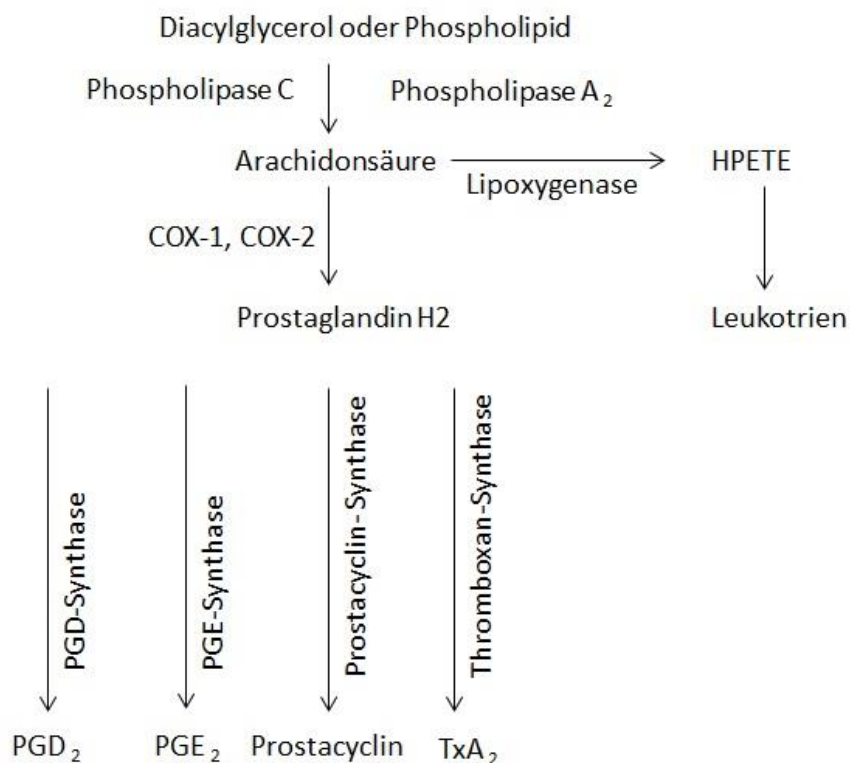 Diacylglycerol oder Phospholipid
Phospholipase C
Phospholipase A₂
Arachidonsäure
HPETE
Lipoxygenase
COX-1, COX-2
Prostaglandin H2
Leukotrien
PGD-Synthase
PGE-Synthase
Prostacyclin-Synthase
Thromboxan-Synthase
PGD₂
PGE₂
Prostacyclin
TxA₂